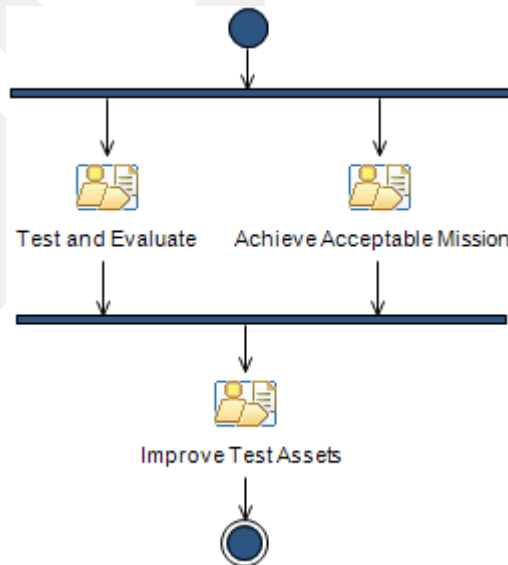 Test and Evaluate
Achieve Acceptable Mission
Improve Test Assets